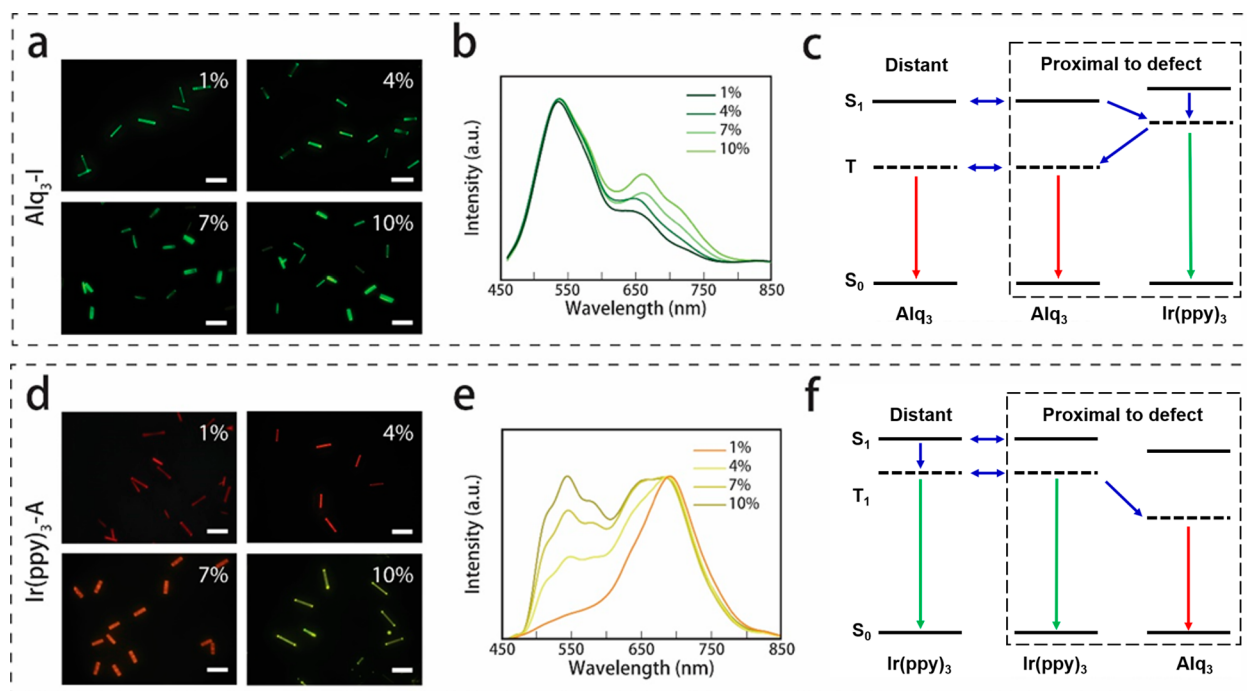 a
Alq3-I
1%
4%
7%
10%
b
Intensity (a.u.)
1%
4%
7%
10%
450 550 650 750 850
Wavelength (nm)
c
Distant
Proximal to defect
S1
T
S0
Alq3
Alq3
Ir(ppy)3
d
Ir(ppy)3-A
1%
4%
7%
10%
e
Intensity (a.u.)
1%
4%
7%
10%
450 550 650 750 850
Wavelength (nm)
f
Distant
Proximal to defect
S1
T1
S0
Ir(ppy)3
Ir(ppy)3
Alq3